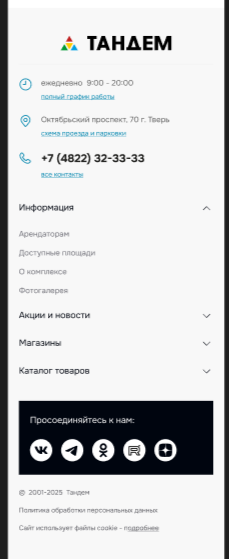 ТАНДЕМ
ежедневно 9:00 - 20:00
полный график работы
Октябрьский проспект, 70 г. Тверь
схема проезда и парковки
+7 (4822) 32-33-33
все контакты
Информация
Арендаторам
Доступные площади
О комплексе
Фотогалерея
Акции и новости
Магазины
Каталог товаров
Просоединяйтесь к нам:
© 2001-2025 Тандем
Политика обработки персональных данных
Сайт использует файлы cookie - подробнее